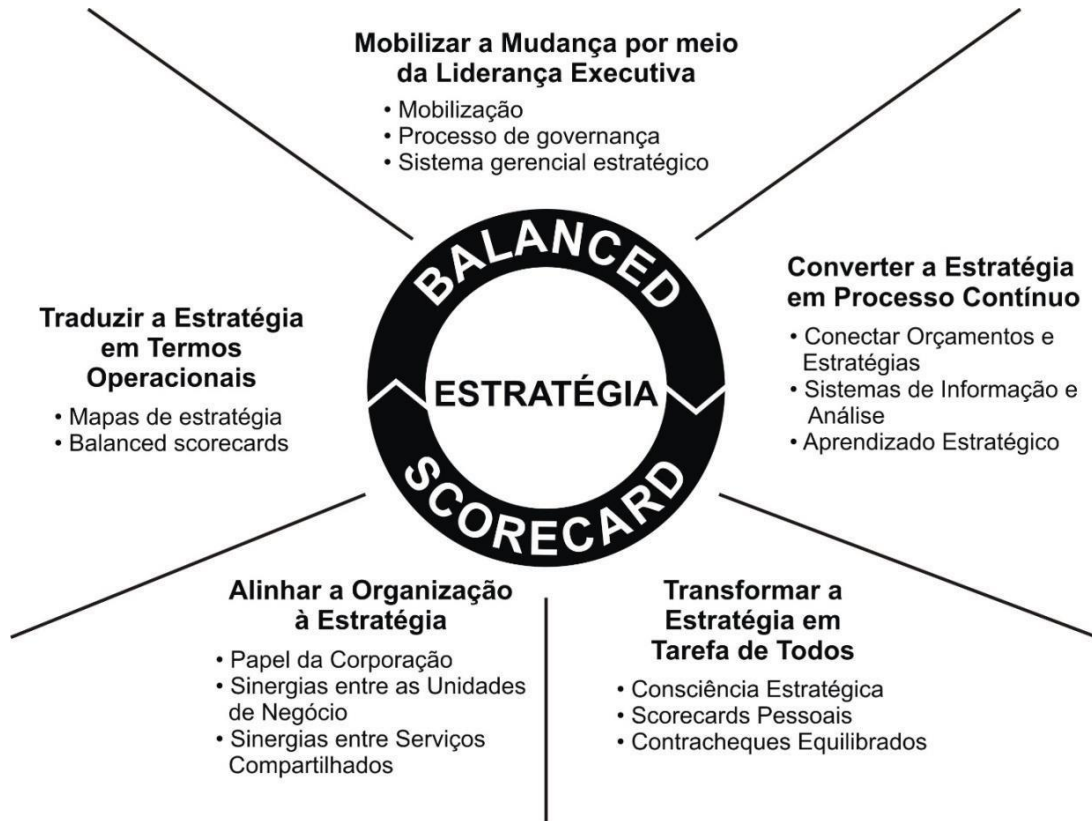 Mobilizar a Mudança por meio
da Liderança Executiva
• Mobilização
• Processo de governança
• Sistema gerencial estratégico
BALANCED
SCORECARD
ESTRATÉGIA
Traduzir a Estratégia
em Termos
Operacionais
• Mapas de estratégia
• Balanced scorecards
Converter a Estratégia
em Processo Contínuo
• Conectar Orçamentos e
Estratégias
• Sistemas de Informação e
Análise
• Aprendizado Estratégico
Alinhar a Organização
à Estratégia
• Papel da Corporação
• Sinergias entre as Unidades
de Negócio
• Sinergias entre Serviços
Compartilhados
Transformar a
Estratégia em
Tarefa de Todos
• Consciência Estratégica
• Scorecards Pessoais
• Contracheques Equilibrados